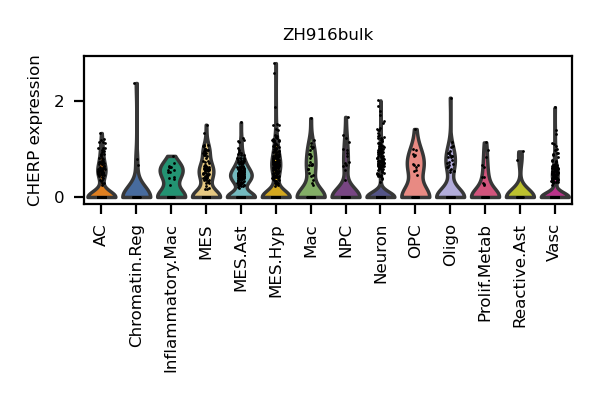 ZH916bulk
CHERP expression
2
0
AC
Chromatin.Reg
Inflammatory.Mac
MES
MES.Ast
MES.Hyp
Mac
NPC
Neuron
OPC
Oligo
Prolif.Metab
Reactive.Ast
Vasc